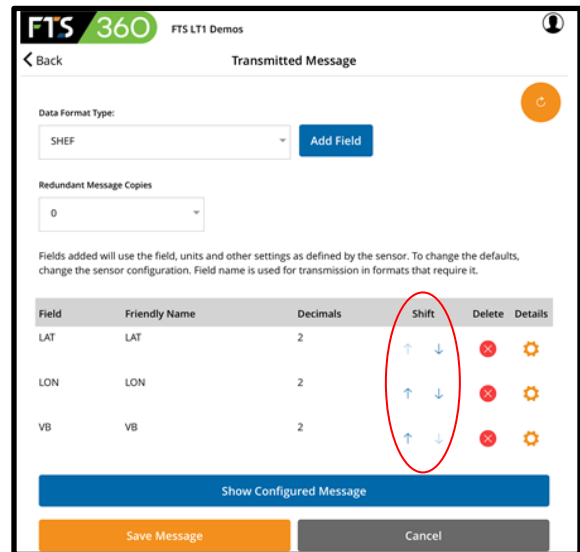 FTS 360 FTS LT1 Demos
Back Transmitted Message
Data Format Type:
SHEF Add Field
Redundant Message Copies
0
Fields added will use the field, units and other settings as defined by the sensor. To change the defaults,
change the sensor configuration. Field name is used for transmission in formats that require it.
Field Friendly Name Decimals Shift Delete Details
LAT LAT 2
LON LON 2
VB VB 2
Show Configured Message
Save Message Cancel